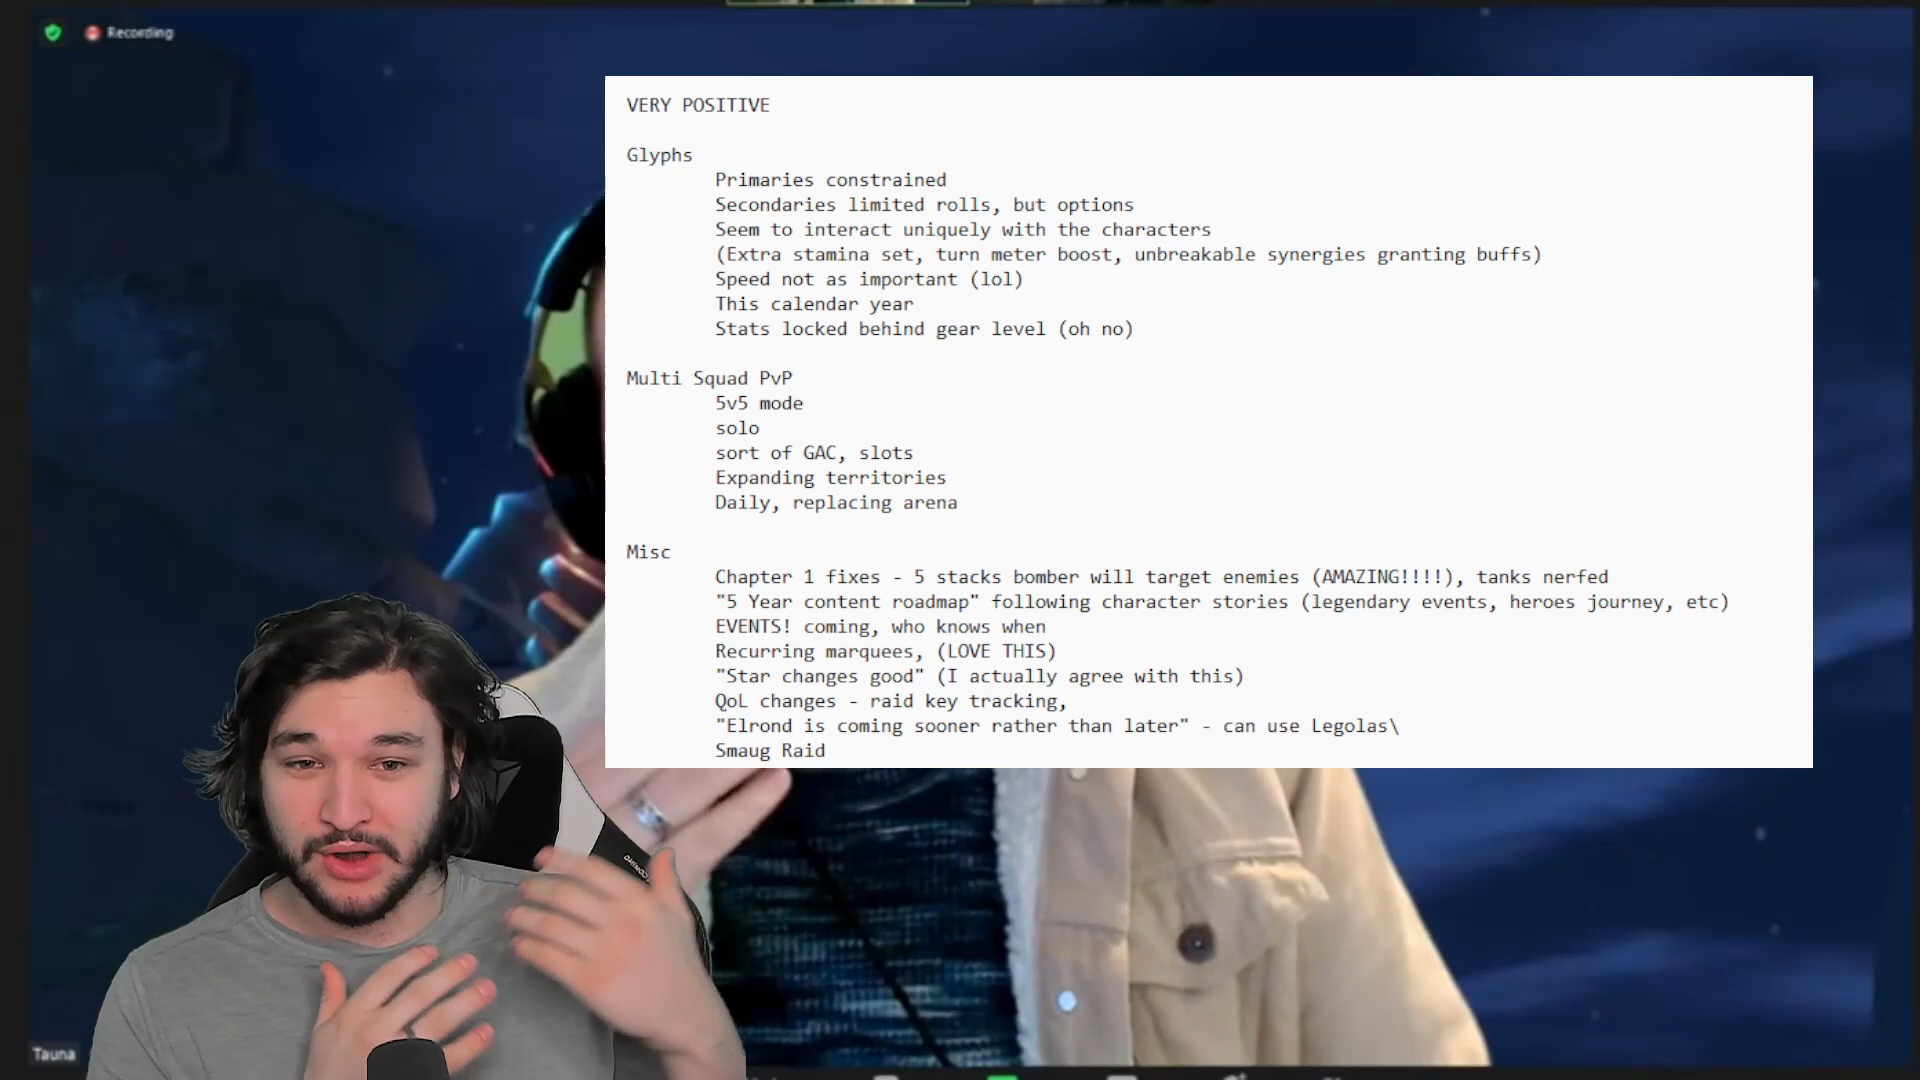 Recording
VERY POSITIVE
Glyphs
Primaries constrained
Secondaries limited rolls, but options
Seem to interact uniquely with the characters
(Extra stamina set, turn meter boost, unbreakable synergies granting buffs)
Speed not as important (lol)
This calendar year
Stats locked behind gear level (oh no)
Multi Squad PvP
5v5 mode
solo
sort of GAC, slots
Expanding territories
Daily, replacing arena
Misc
Chapter 1 fixes - 5 stacks bomber will target enemies (AMAZING!!!!), tanks nerfed
"5 Year content roadmap" following character stories (legendary events, heroes journey, etc)
EVENTS! coming, who knows when
Recurring marquees, (LOVE THIS)
"Star changes good" (I actually agree with this)
QoL changes - raid key tracking,
"Elrond is coming sooner rather than later" - can use Legolas\
Smaug Raid
Tauna